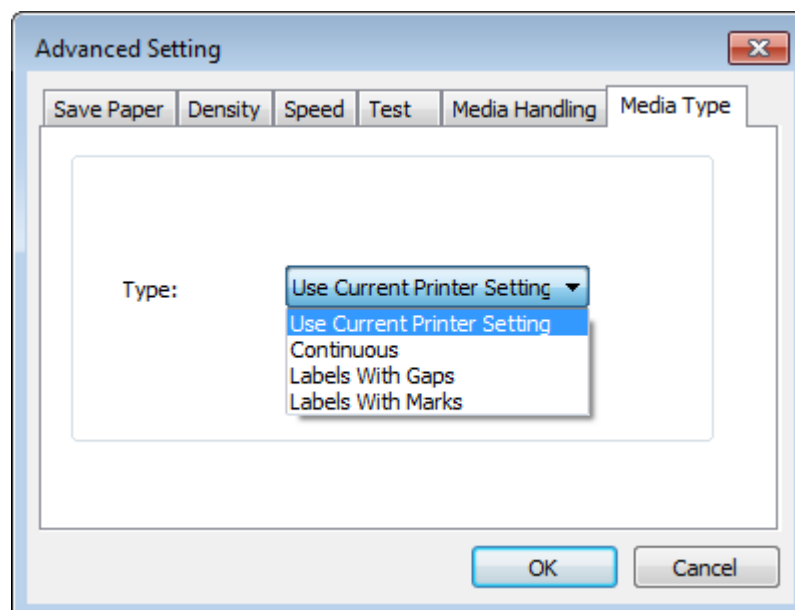 Advanced Setting
Save Paper Density Speed Test Media Handling Media Type
Type: Use Current Printer Setting
Use Current Printer Setting
Continuous
Labels With Gaps
Labels With Marks
OK Cancel